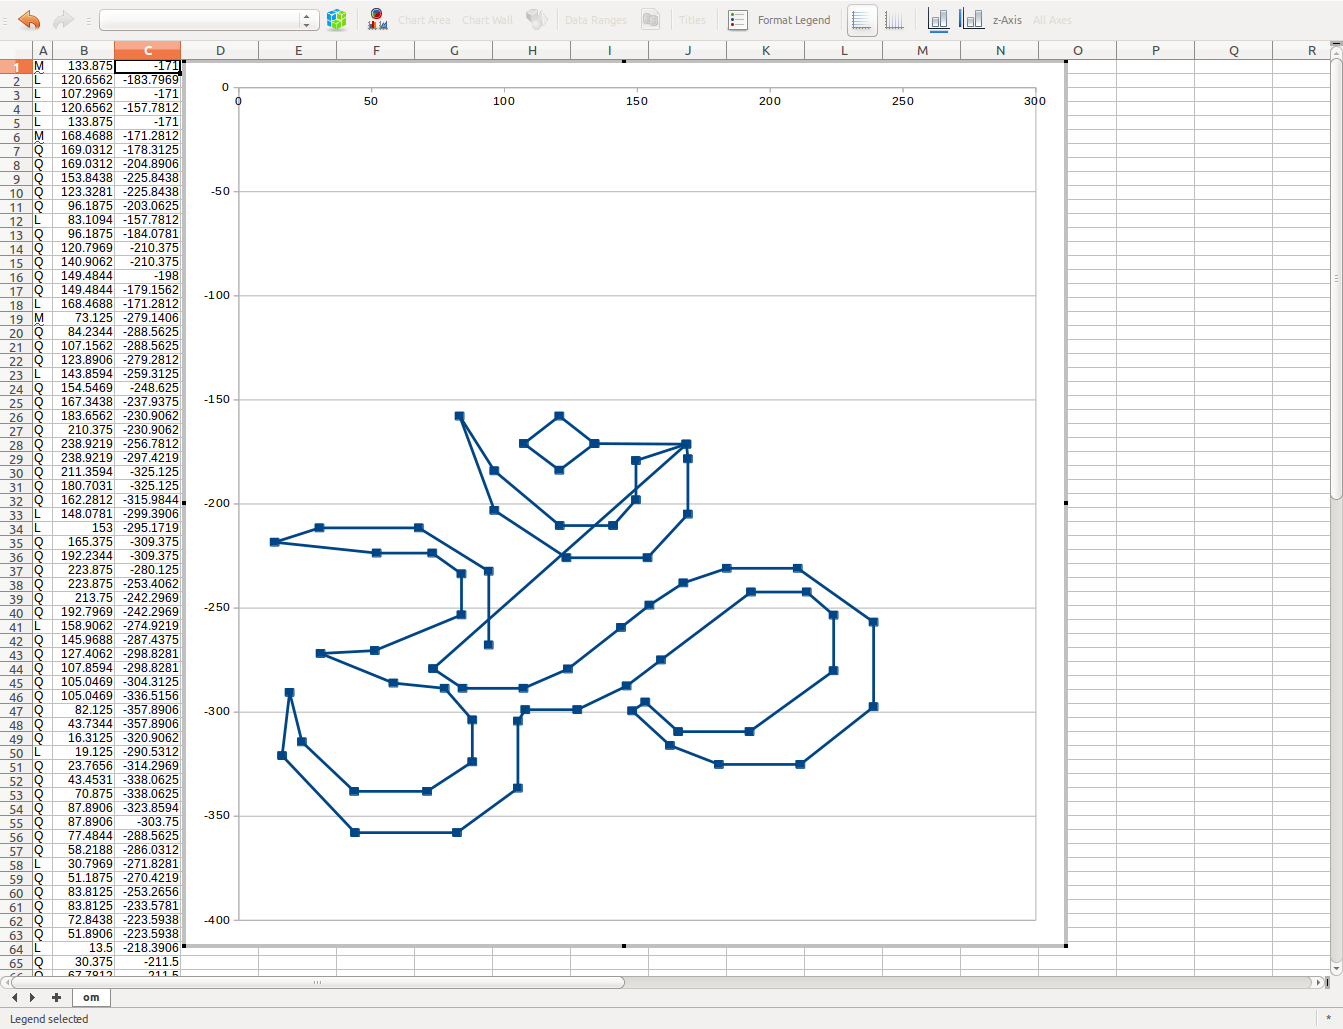 Chart Area Chart Wall Data Ranges Titles Format Legend z-Axis All Axes
A B C D E F G H I J K L M N O P Q R
1 M 133.875 -171
2 L 120.6562 -183.7969
3 L 107.2969 -171
4 L 120.6562 -157.7812
5 L 133.875 -171
6 M 168.4688 -171.2812
7 Q 169.0312 -178.3125
8 Q 169.0312 -204.8906
9 Q 153.8438 -225.8438
10 Q 123.3281 -225.8438
11 Q 96.1875 -203.0625
12 L 83.1094 -157.7812
13 Q 96.1875 -184.0781
14 Q 120.7969 -210.375
15 Q 140.9062 -210.375
16 Q 149.4844 -198
17 Q 149.4844 -179.1562
18 L 168.4688 -171.2812
19 M 73.125 -279.1406
20 Q 84.2344 -288.5625
21 Q 107.1562 -288.5625
22 Q 123.8906 -279.2812
23 L 143.8594 -259.3125
24 Q 154.5469 -248.625
25 Q 167.3438 -237.9375
26 Q 183.6562 -230.9062
27 Q 210.375 -230.9062
28 Q 238.9219 -256.7812
29 Q 238.9219 -297.4219
30 Q 211.3594 -325.125
31 Q 180.7031 -325.125
32 Q 162.2812 -315.9844
33 L 148.0781 -299.3906
34 L 153 -295.1719
35 Q 165.375 -309.375
36 Q 192.2344 -309.375
37 Q 223.875 -280.125
38 Q 223.875 -253.4062
39 Q 213.75 -242.2969
40 Q 192.7969 -242.2969
41 L 158.9062 -274.9219
42 Q 145.9688 -287.4375
43 Q 127.4062 -298.8281
44 Q 107.8594 -298.8281
45 Q 105.0469 -304.3125
46 Q 105.0469 -336.5156
47 Q 82.125 -357.8906
48 Q 43.7344 -357.8906
49 Q 16.3125 -320.9062
50 L 19.125 -290.5312
51 Q 23.7656 -314.2969
52 Q 43.4531 -338.0625
53 Q 70.875 -338.0625
54 Q 87.8906 -323.8594
55 Q 87.8906 -303.75
56 Q 77.4844 -288.5625
57 Q 58.2188 -286.0312
58 L 30.7969 -271.8281
59 Q 51.1875 -270.4219
60 Q 83.8125 -253.2656
61 Q 83.8125 -233.5781
62 Q 72.8438 -223.5938
63 Q 51.8906 -223.5938
64 L 13.5 -218.3906
65 Q 30.375 -211.5
0
0 50 100 150 200 250 300
-50
-100
-150
-200
-250
-300
-350
-400
om
Legend selected *